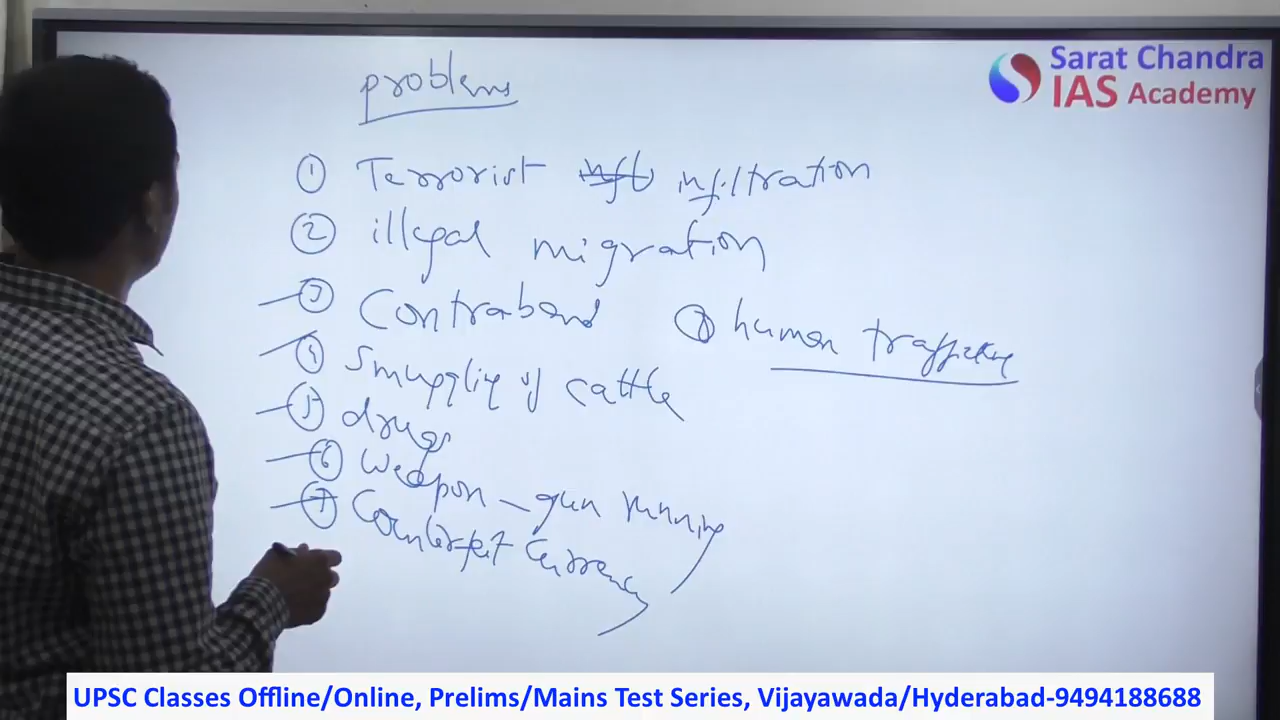 Sarat Chandra
IAS Academy
problems
① Terrorist infiltration
② illegal migration
③ Contraband
⑧ human trafficking
④ Smuggling of cattle
⑤ drugs
⑥ Weapon – gun running
⑦ Counterfeit Currency
UPSC Classes Offline/Online, Prelims/Mains Test Series, Vijayawada/Hyderabad-9494188688